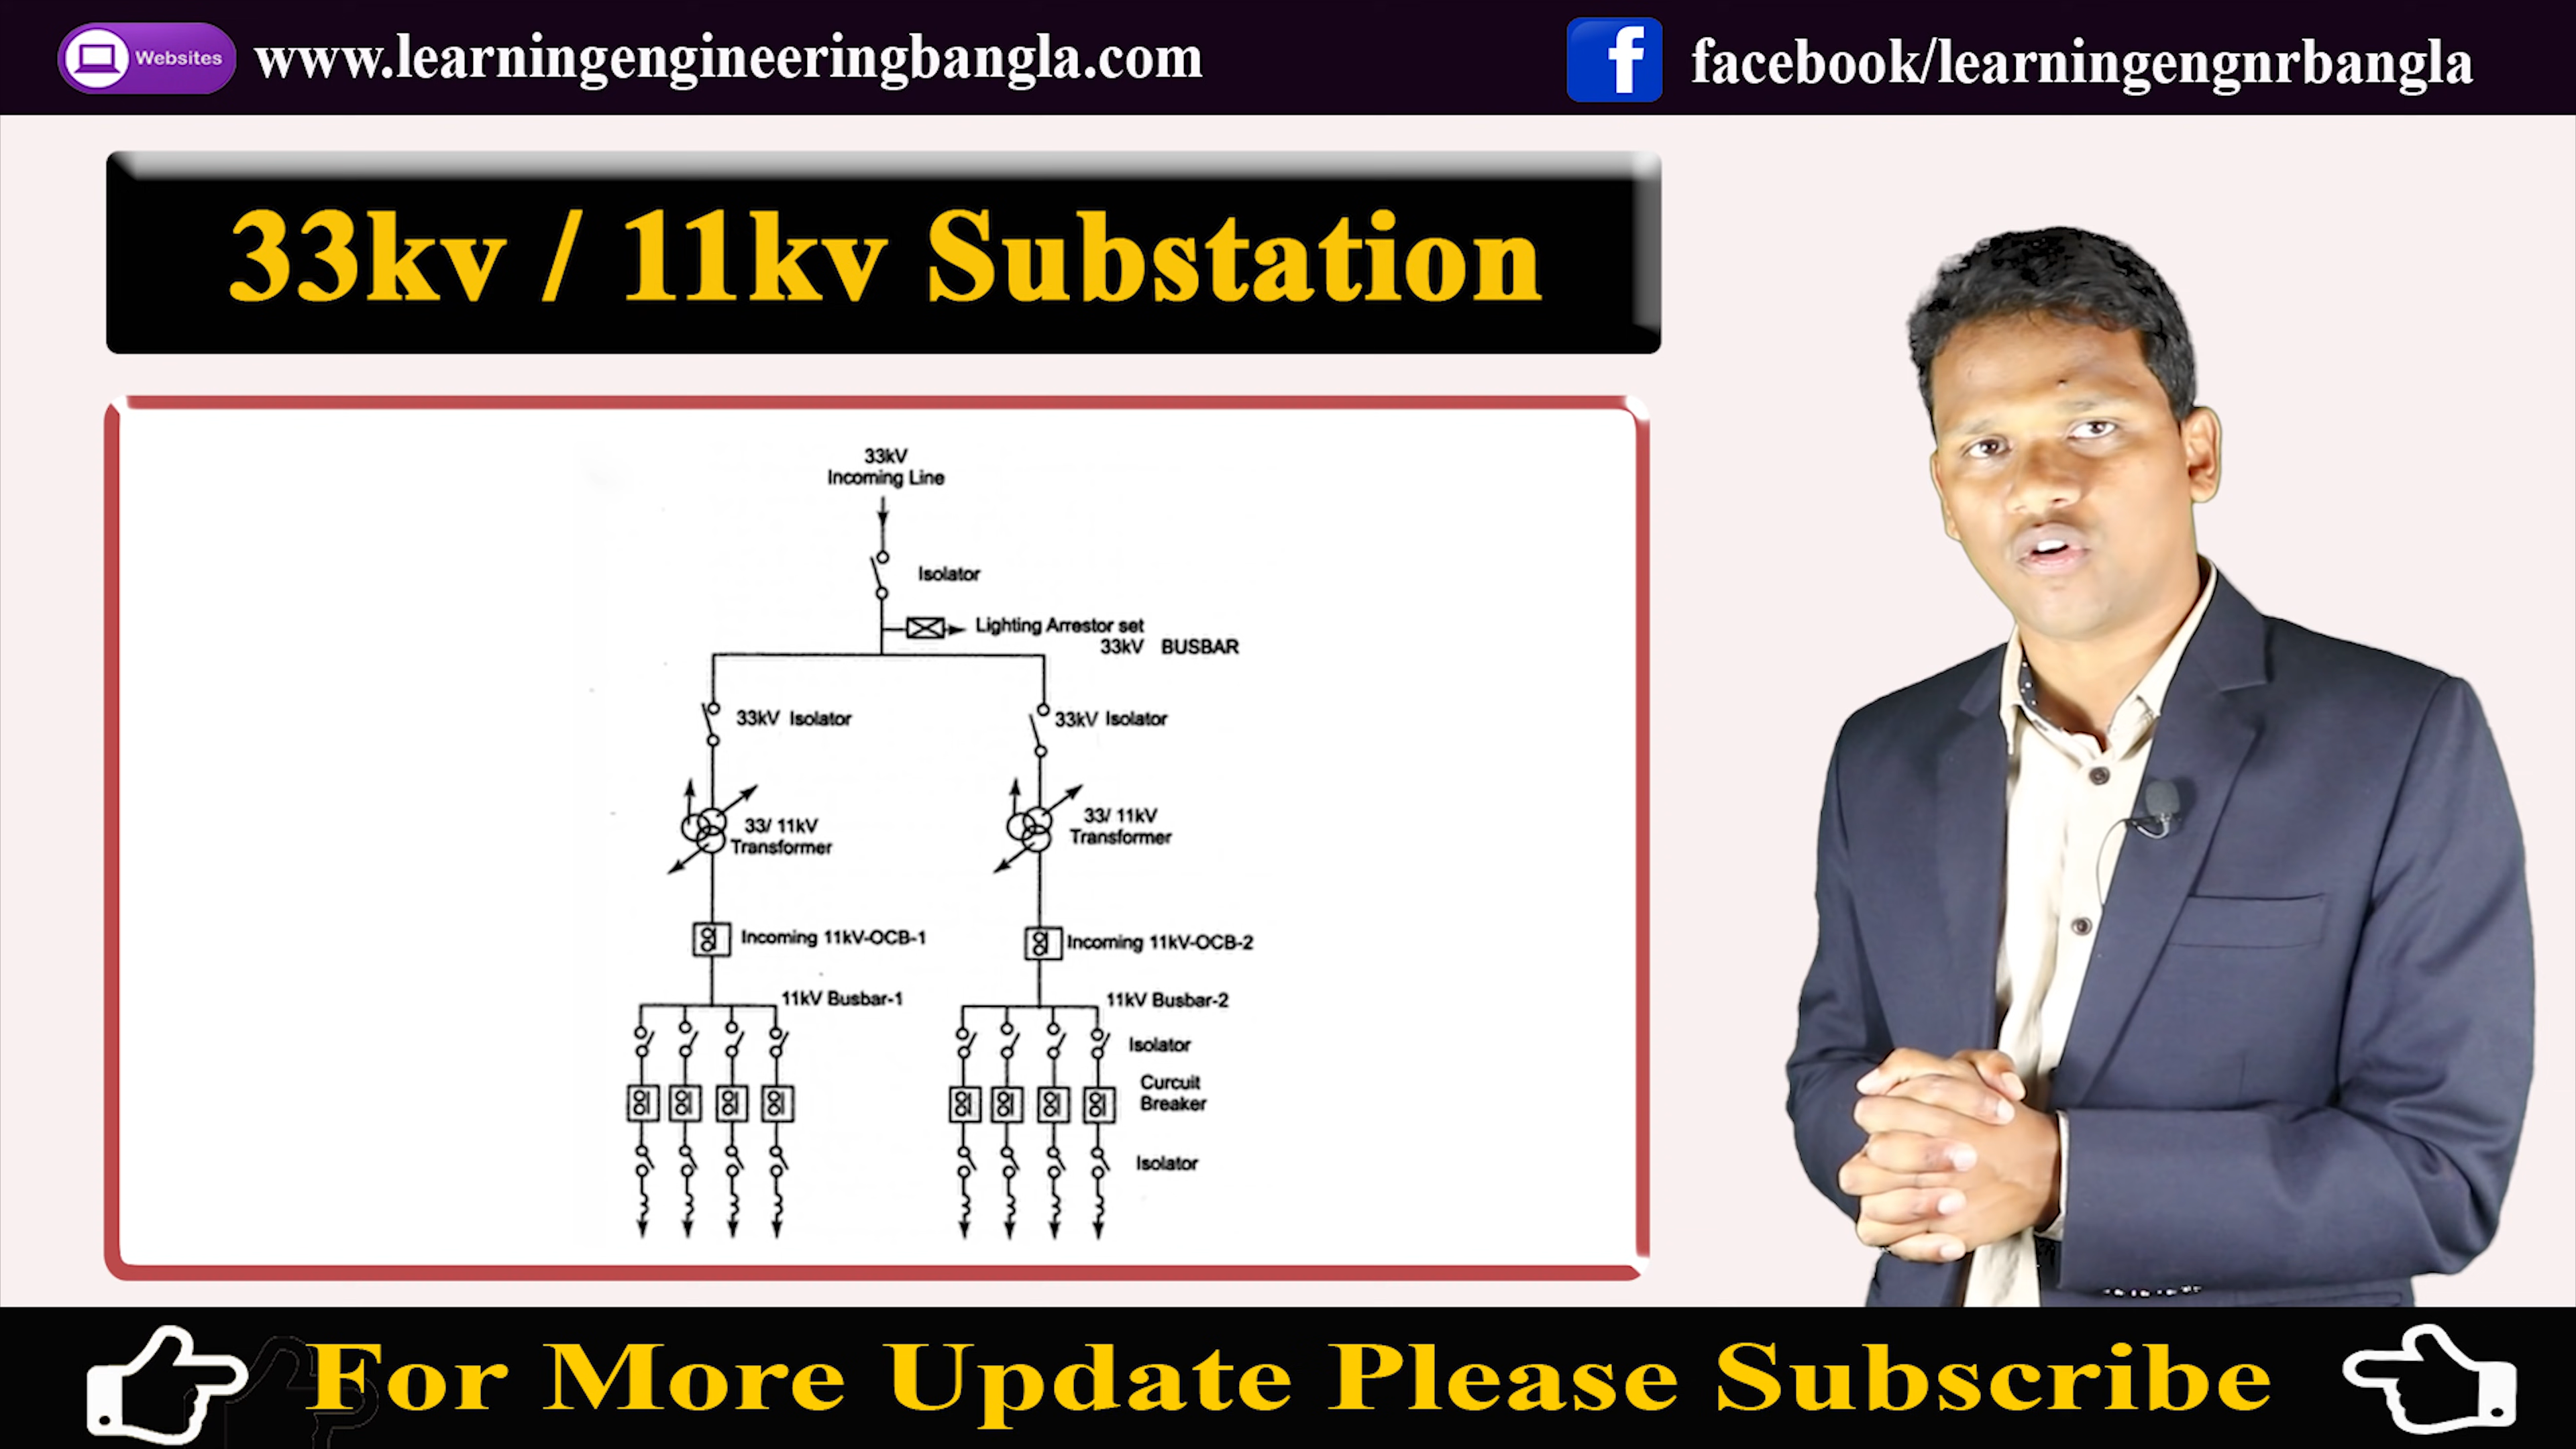 Websites www.learningengineeringbangla.com
f facebook/learningengnrbangla
33kv / 11kv Substation
33kV
Incoming Line
Isolator
Lighting Arrestor set
33kV BUSBAR
33kV Isolator
33kV Isolator
33/ 11kV
Transformer
33/ 11kV
Transformer
Incoming 11kV-OCB-1
Incoming 11kV-OCB-2
11kV Busbar-1
11kV Busbar-2
Isolator
Curcuit
Breaker
Isolator
For More Update Please Subscribe